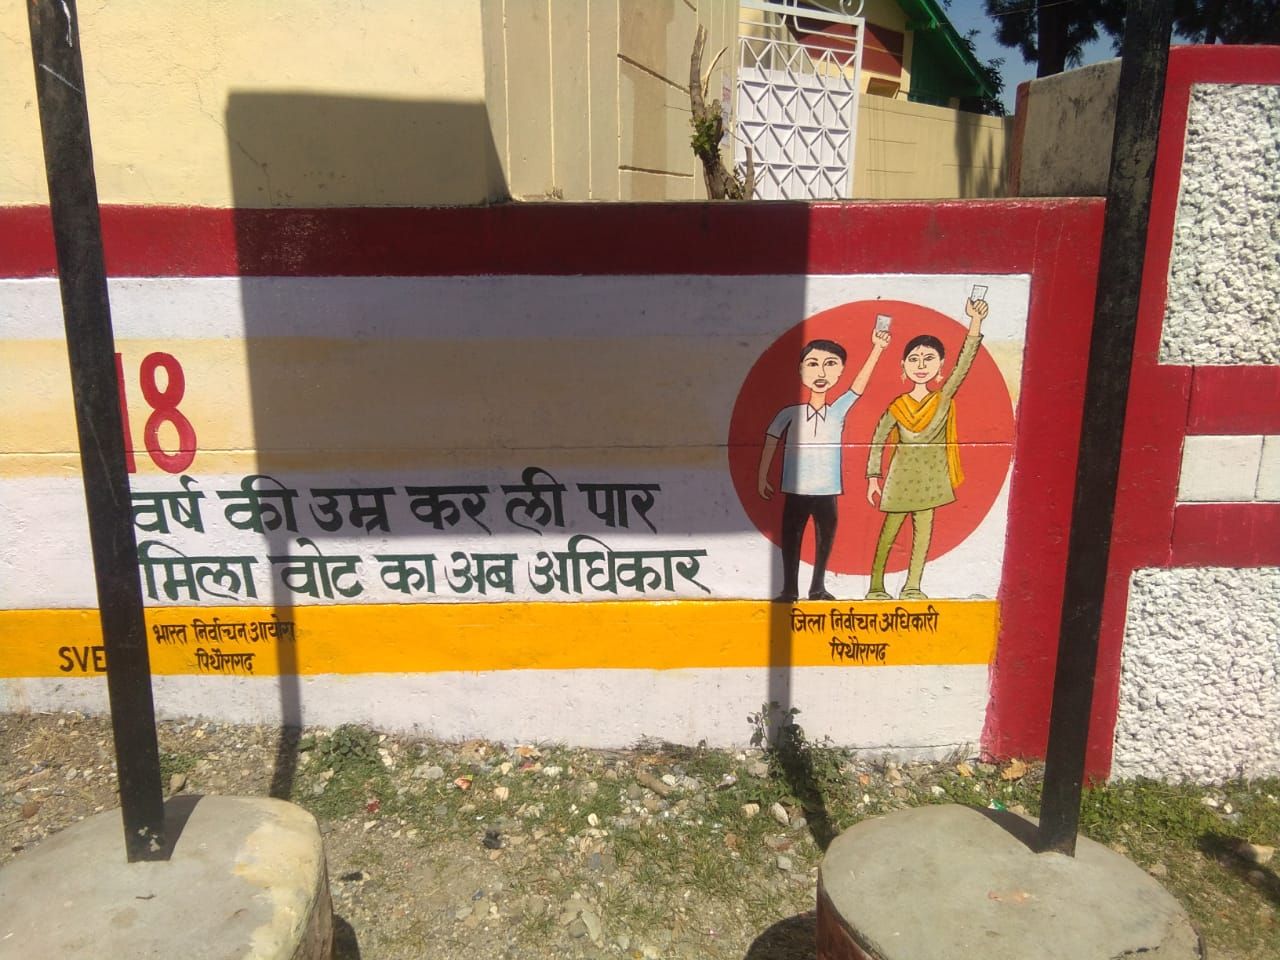 18
वर्ष की उम्र कर ली पार
मिला वोट का अब अधिकार
भारत निर्वाचन आयोग
पिथौरागढ़
SVE
जिला निर्वाचन अधिकारी
पिथौरागढ़